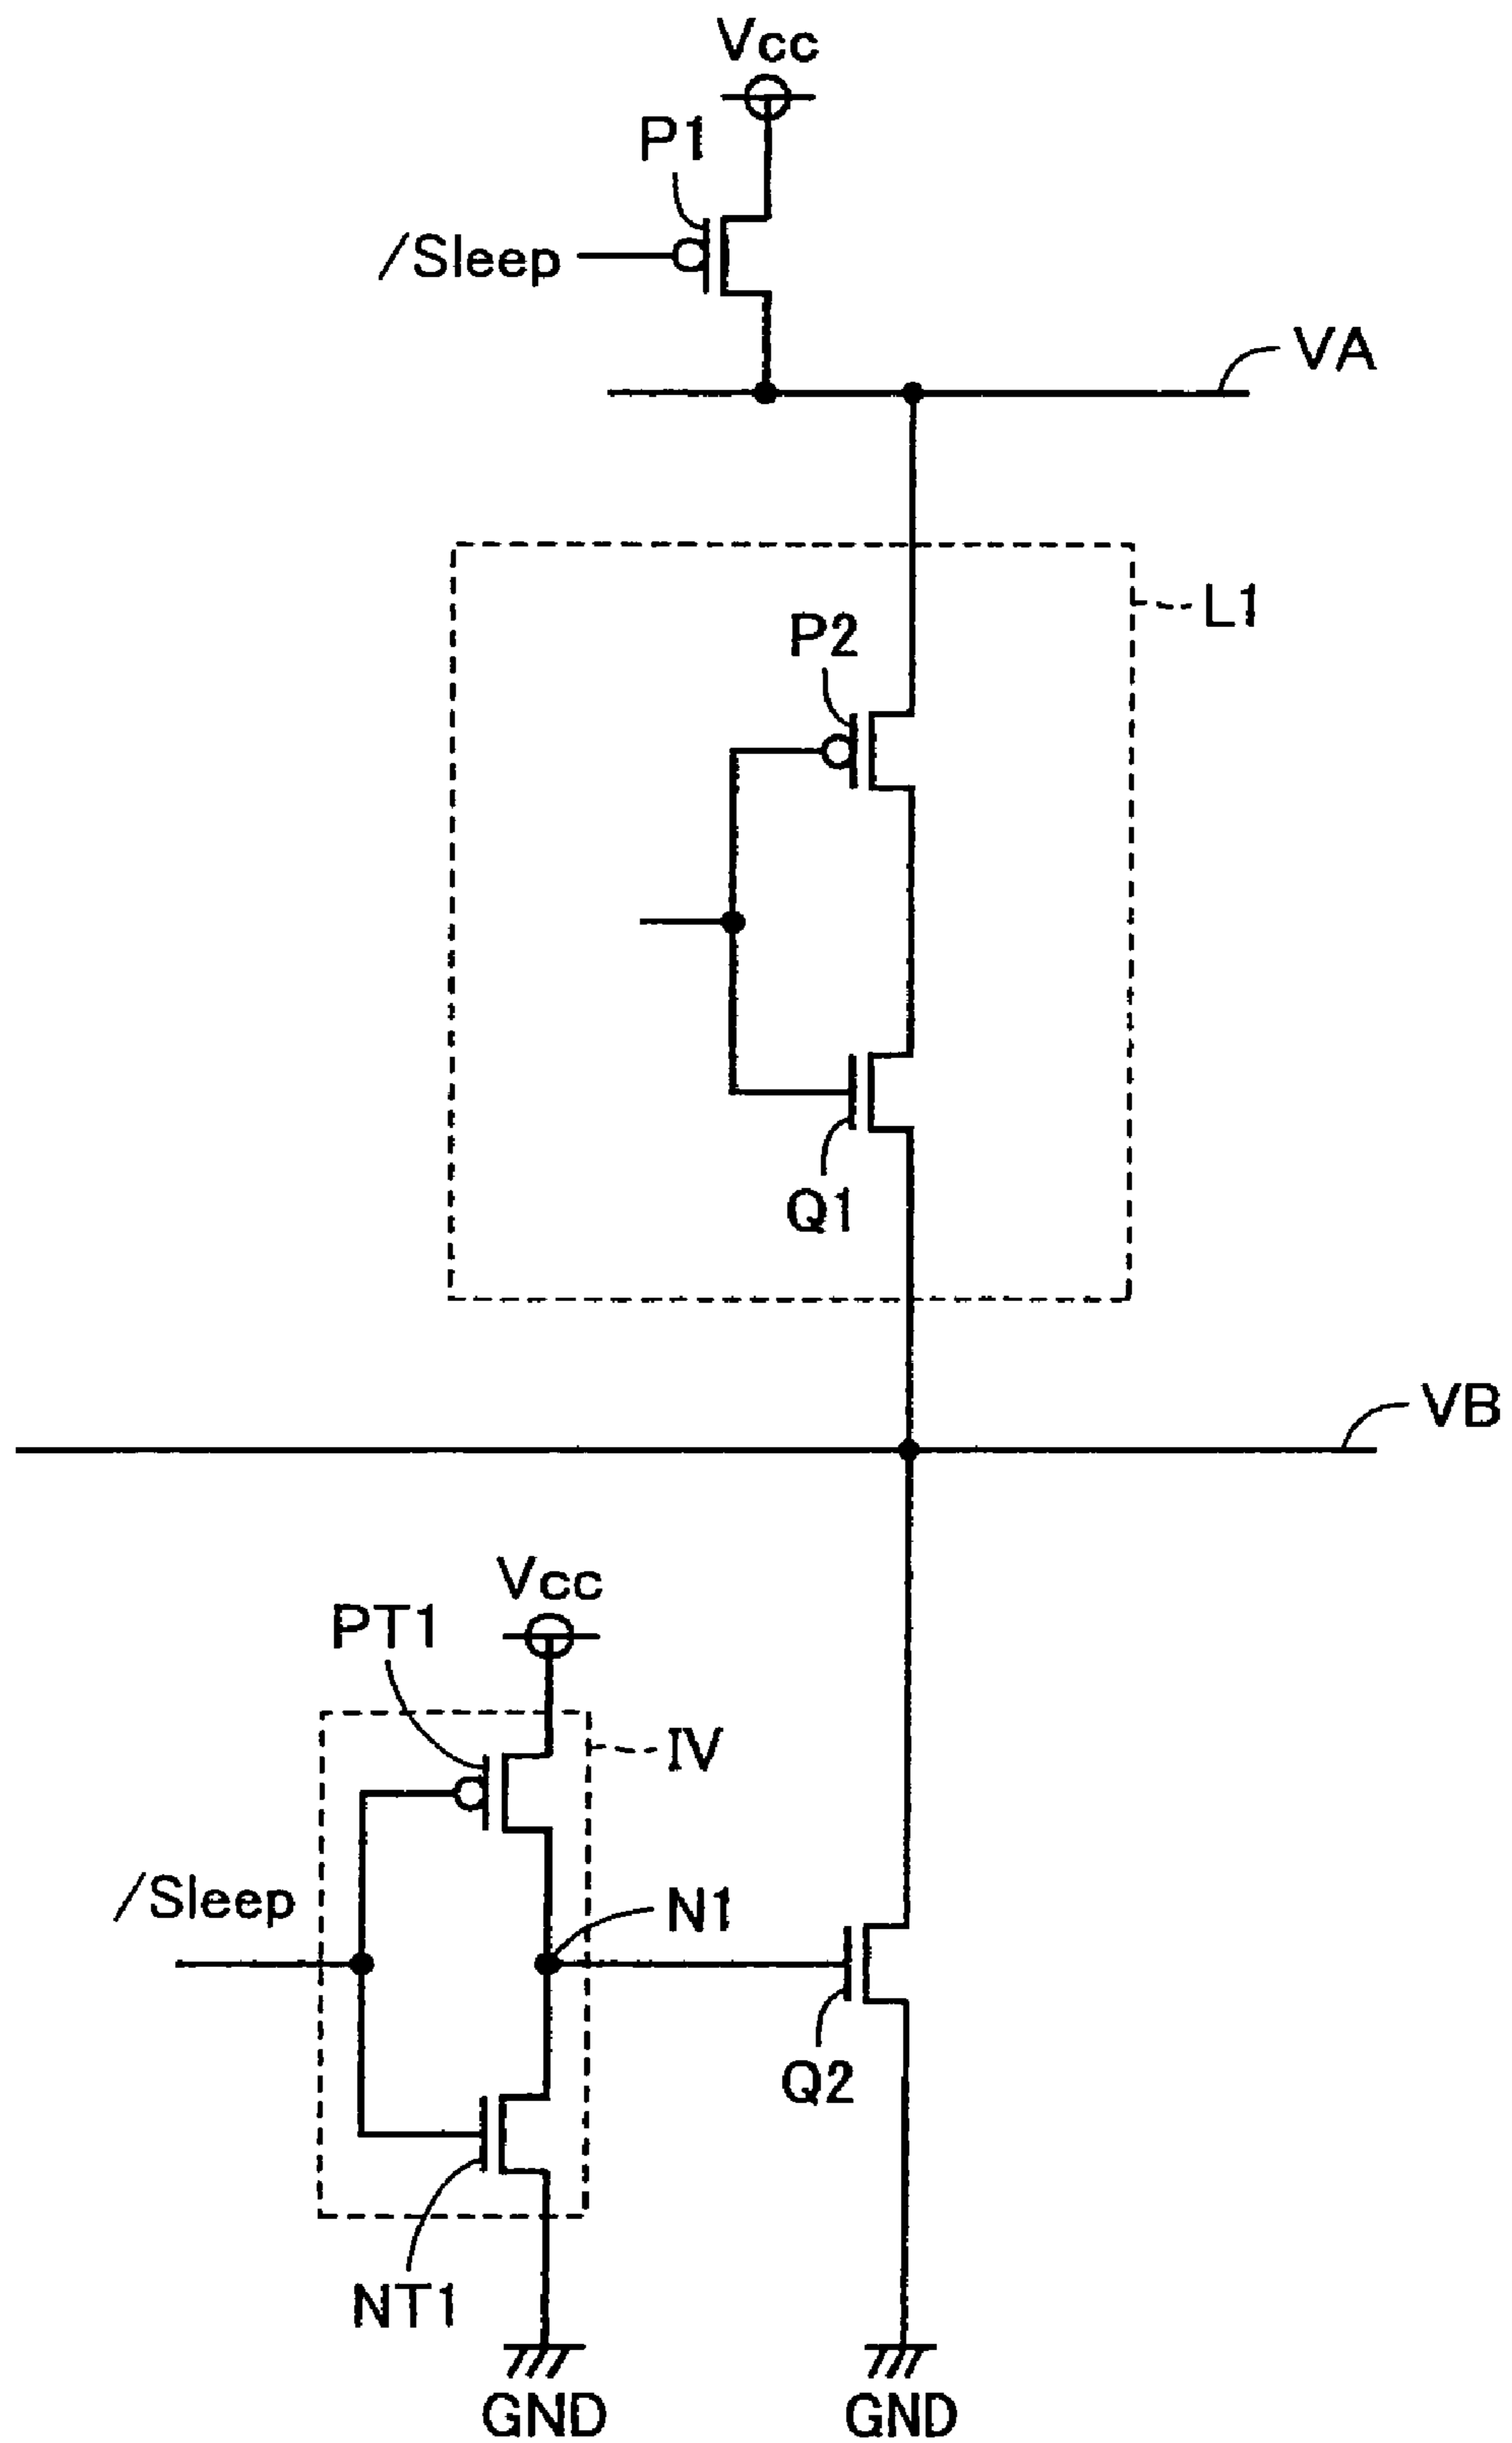 Vcc
P1
/Sleep
VA
L1
P2
Q1
VB
Vcc
PT1
IV
/Sleep
N1
Q2
NT1
GND
GND